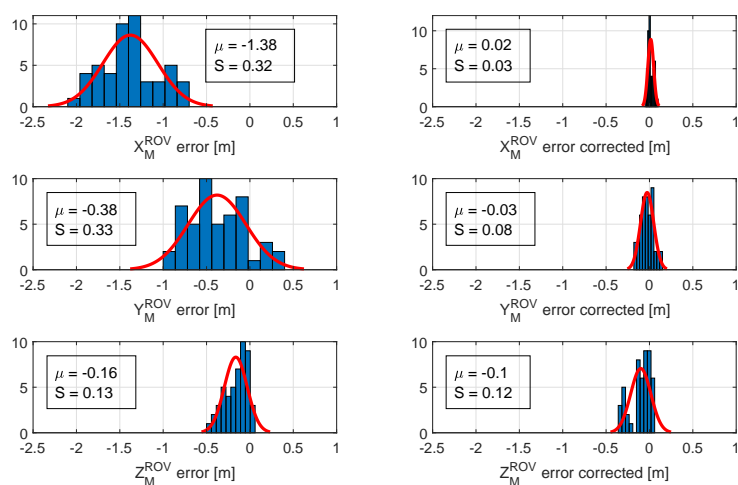 10
5
0
-2.5 -2 -1.5 -1 -0.5 0 0.5 1
μ = -1.38
S = 0.32
X_M^ROV error [m]
10
5
0
-2.5 -2 -1.5 -1 -0.5 0 0.5 1
μ = 0.02
S = 0.03
X_M^ROV error corrected [m]
10
5
0
-2.5 -2 -1.5 -1 -0.5 0 0.5 1
μ = -0.38
S = 0.33
Y_M^ROV error [m]
10
5
0
-2.5 -2 -1.5 -1 -0.5 0 0.5 1
μ = -0.03
S = 0.08
Y_M^ROV error corrected [m]
10
5
0
-2.5 -2 -1.5 -1 -0.5 0 0.5 1
μ = -0.16
S = 0.13
Z_M^ROV error [m]
10
5
0
-2.5 -2 -1.5 -1 -0.5 0 0.5 1
μ = -0.1
S = 0.12
Z_M^ROV error corrected [m]